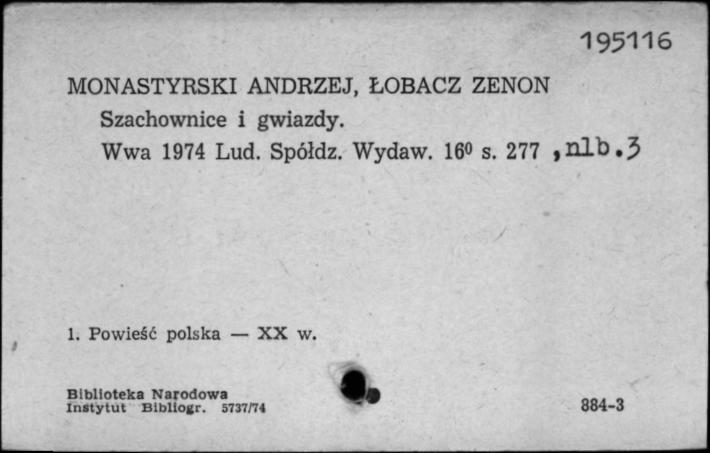 195116
MONASTYRSKI ANDRZEJ, ŁOBACZ ZENON
Szachownice i gwiazdy.
Wwa 1974 Lud. Spółdz. Wydaw. 16⁰ s. 277 , nlb. 3
1. Powieść polska — XX w.
Biblioteka Narodowa
Instytut Bibliogr. 5737/74
884-3